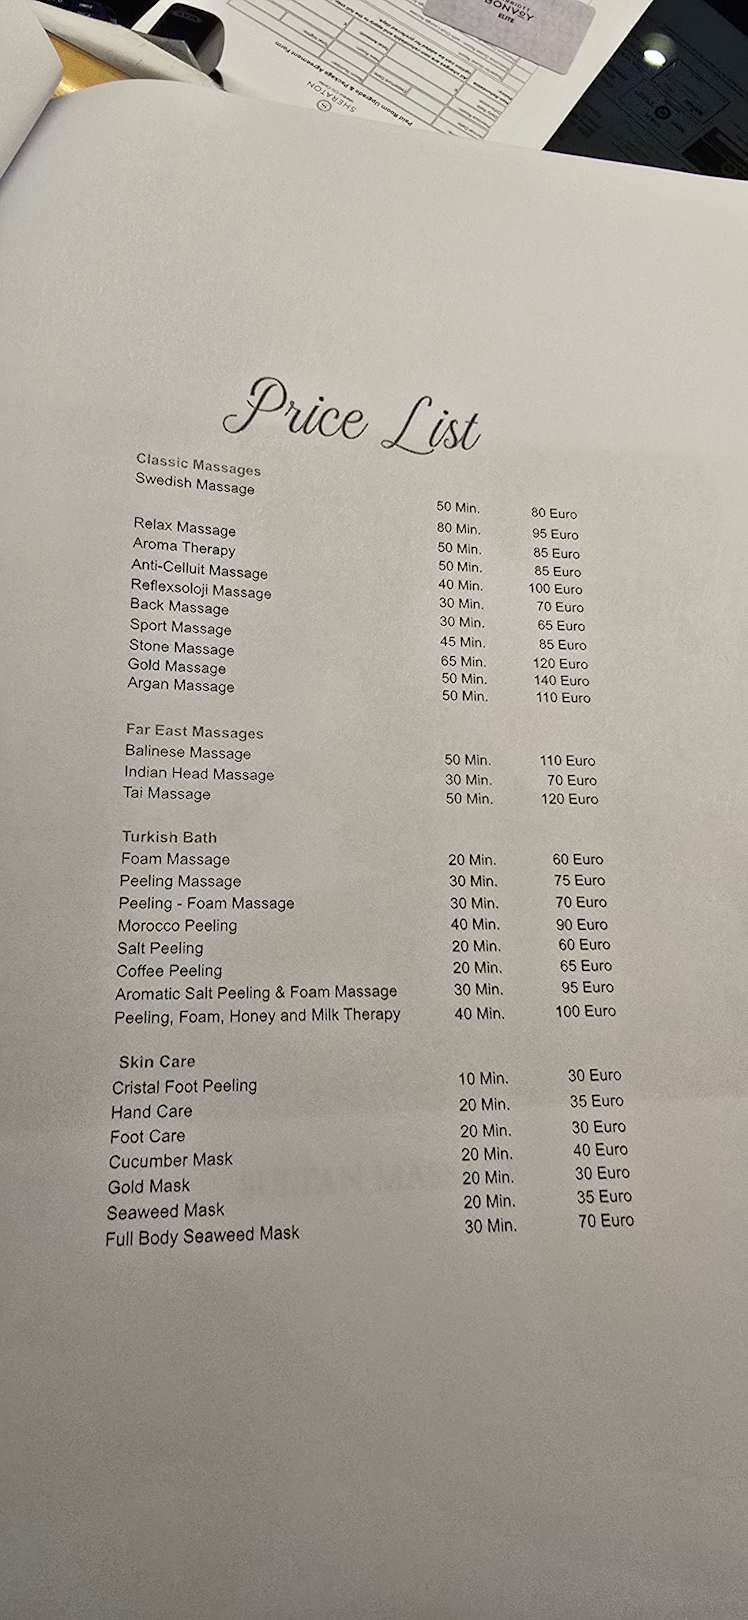 BONVOY
ELITE
Paid Room Upgrade & Package Agreement Form
SHERATON
Price List
Classic Massages
Swedish Massage 50 Min. 80 Euro
80 Min. 95 Euro
Relax Massage 50 Min. 85 Euro
Aroma Therapy 50 Min. 85 Euro
Anti-Celluit Massage 40 Min. 100 Euro
Reflexsoloji Massage 30 Min. 70 Euro
Back Massage 30 Min. 65 Euro
Sport Massage 45 Min. 85 Euro
Stone Massage 65 Min. 120 Euro
Gold Massage 50 Min. 140 Euro
Argan Massage 50 Min. 110 Euro
Far East Massages
Balinese Massage 50 Min. 110 Euro
Indian Head Massage 30 Min. 70 Euro
Tai Massage 50 Min. 120 Euro
Turkish Bath
Foam Massage 20 Min. 60 Euro
Peeling Massage 30 Min. 75 Euro
Peeling - Foam Massage 30 Min. 70 Euro
Morocco Peeling 40 Min. 90 Euro
Salt Peeling 20 Min. 60 Euro
Coffee Peeling 20 Min. 65 Euro
Aromatic Salt Peeling & Foam Massage 30 Min. 95 Euro
Peeling, Foam, Honey and Milk Therapy 40 Min. 100 Euro
Skin Care
Cristal Foot Peeling 10 Min. 30 Euro
Hand Care 20 Min. 35 Euro
Foot Care 20 Min. 30 Euro
Cucumber Mask 20 Min. 40 Euro
Gold Mask 20 Min. 30 Euro
Seaweed Mask 20 Min. 35 Euro
Full Body Seaweed Mask 30 Min. 70 Euro